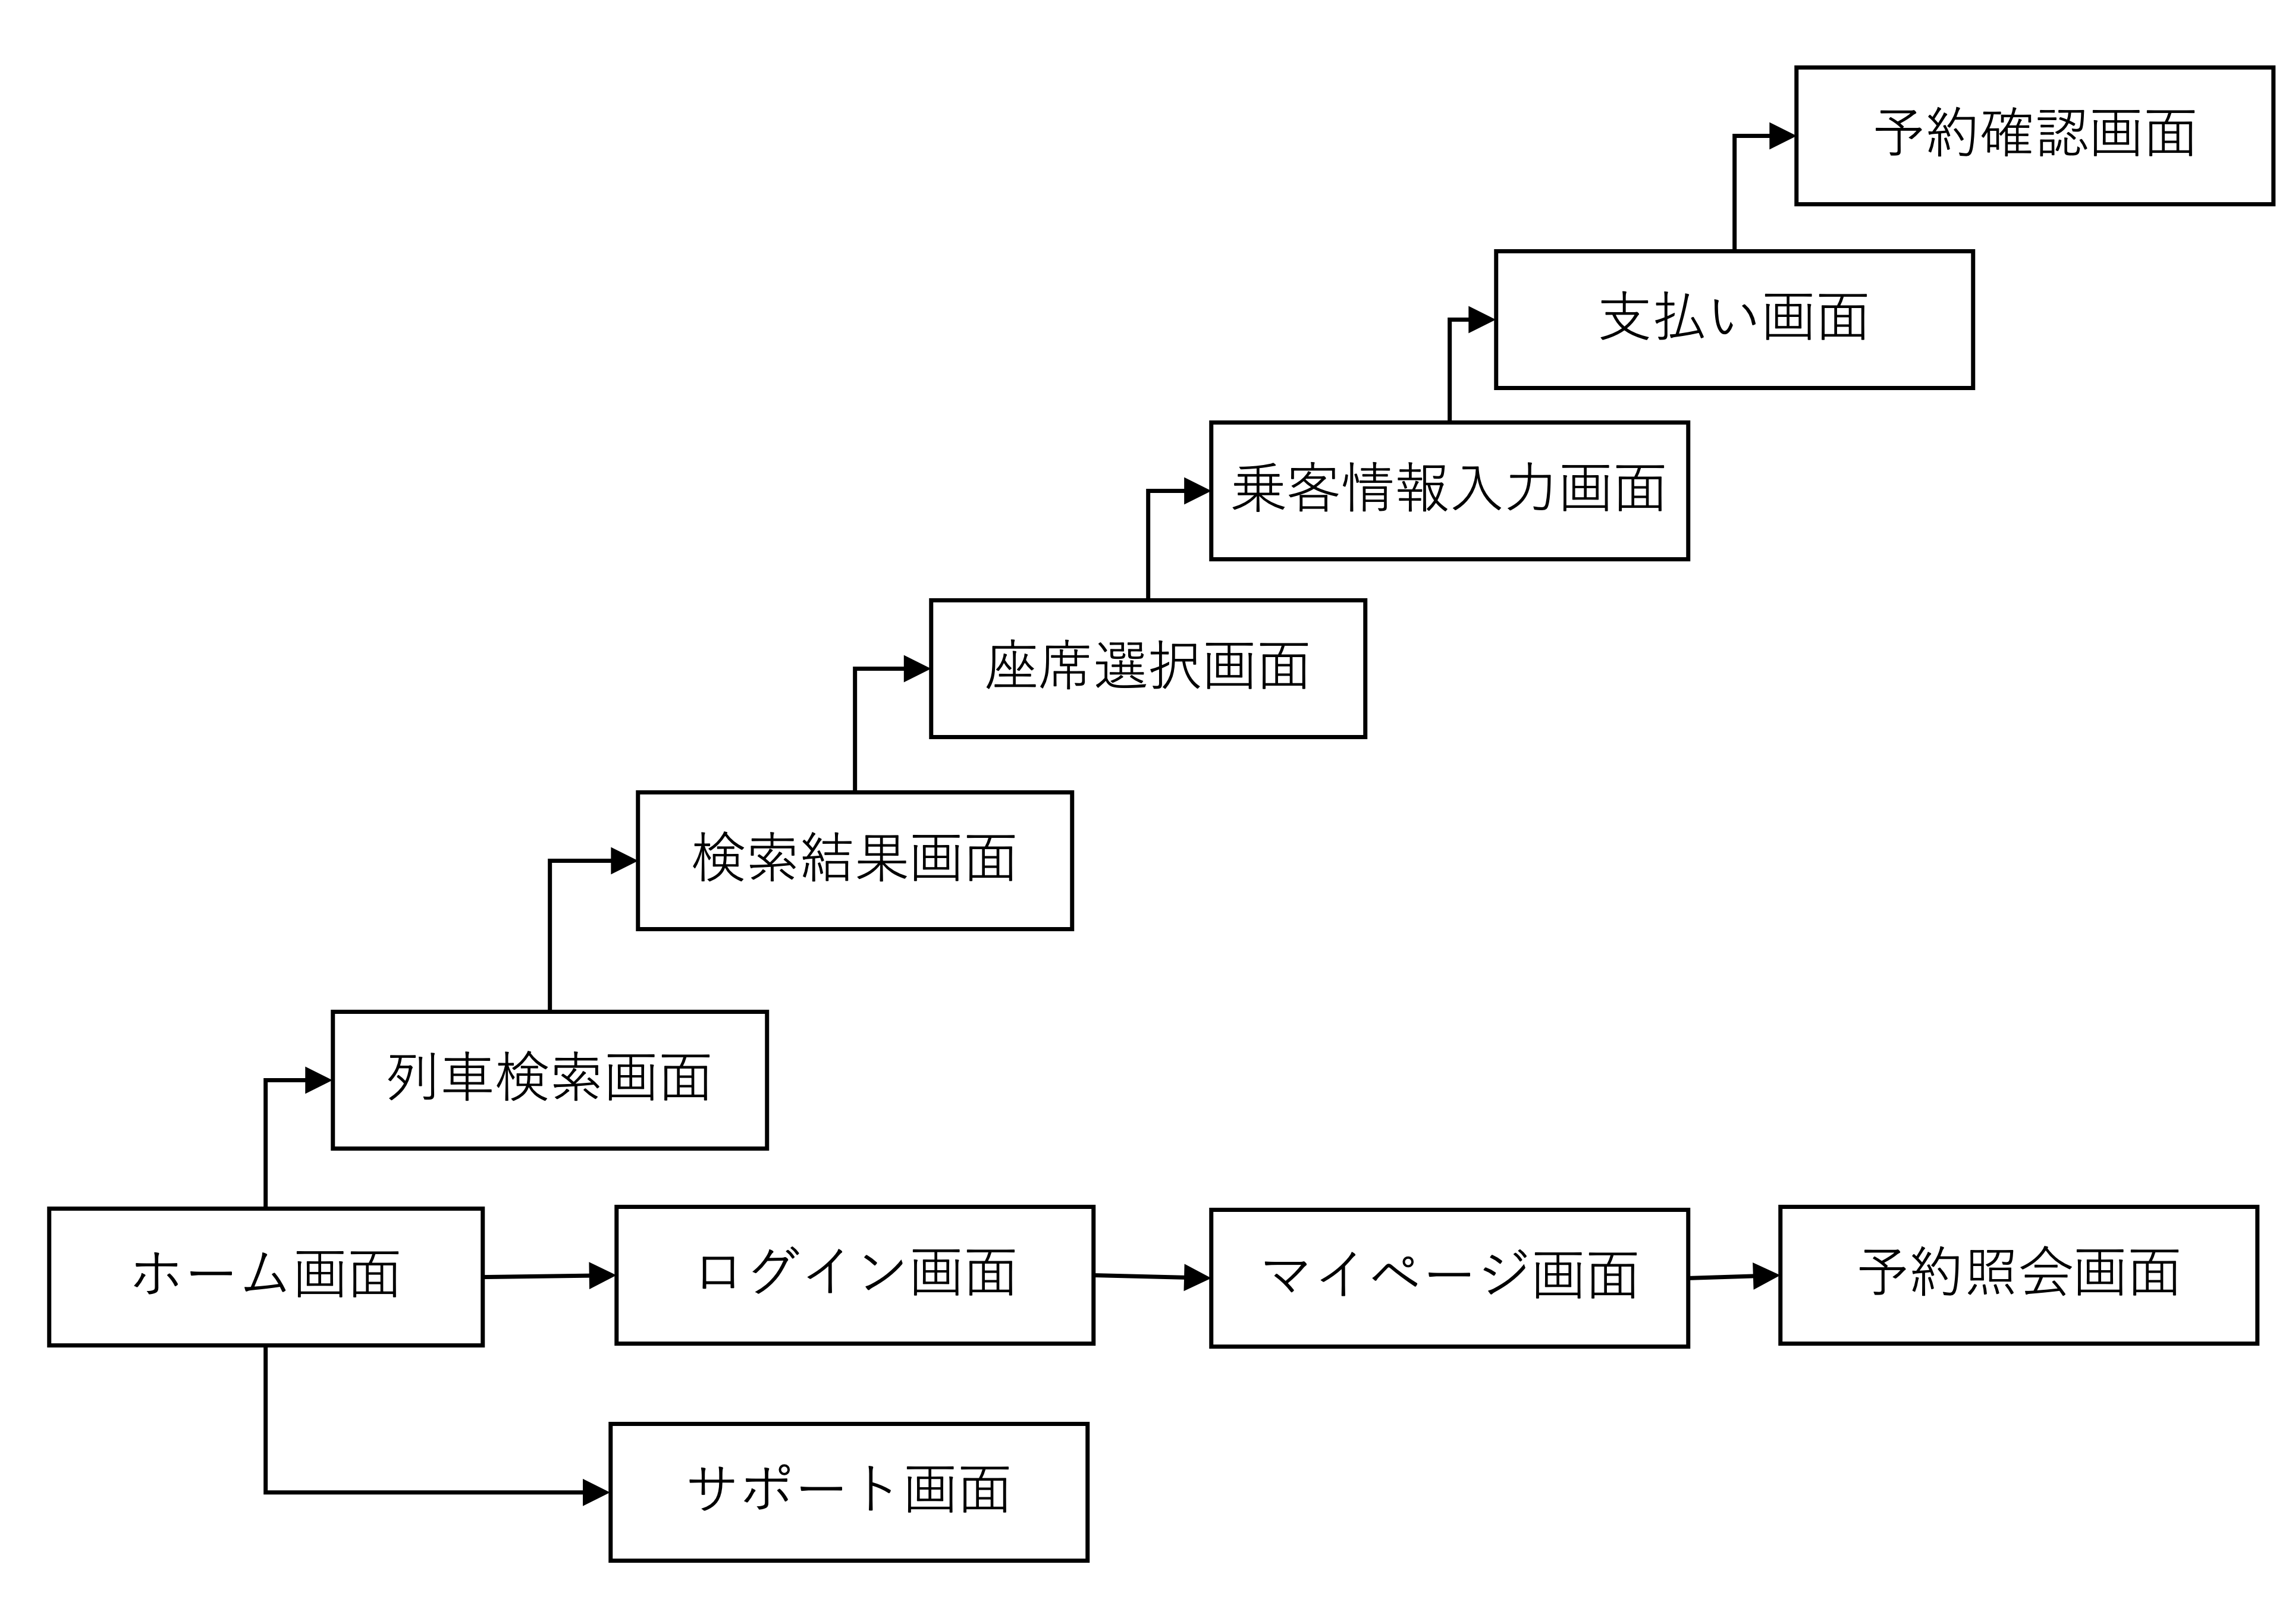 予約確認画面
支払い画面
乗客情報入力画面
座席選択画面
検索結果画面
列車検索画面
ホーム画面
ログイン画面
マイページ画面
予約照会画面
サポート画面